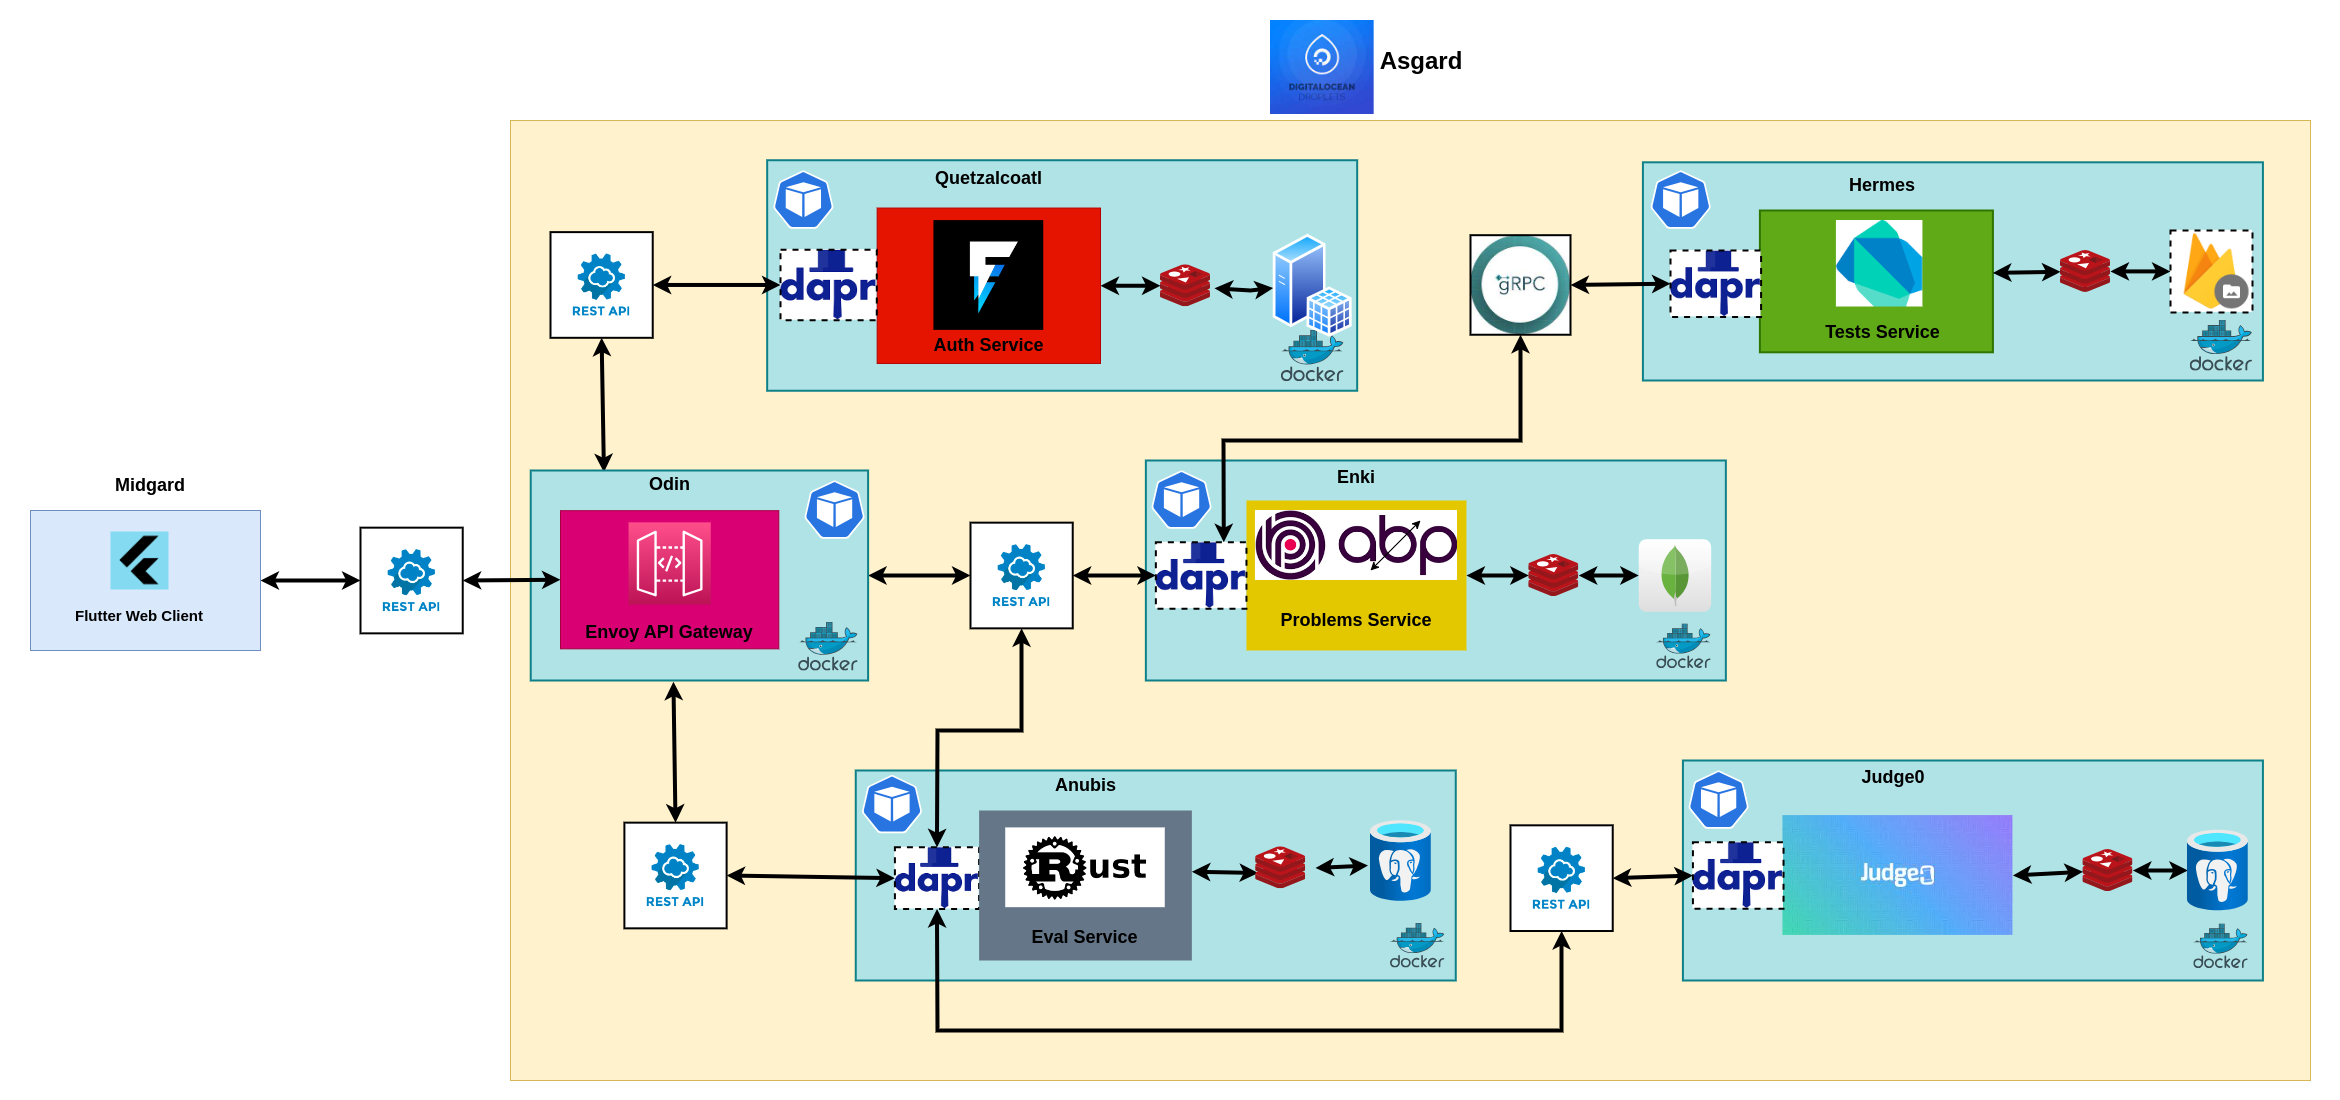 Asgard
DIGITALOCEAN
DROPLETS
Quetzalcoatl
Hermes
REST API
dapr
F
Auth Service
docker
gRPC
dapr
Tests Service
docker
Midgard
Flutter Web Client
REST API
Odin
</>
Envoy API Gateway
docker
REST API
Enki
dapr
abp
Problems Service
docker
REST API
Anubis
dapr
Rust
Eval Service
docker
REST API
Judge0
dapr
Judge0
docker